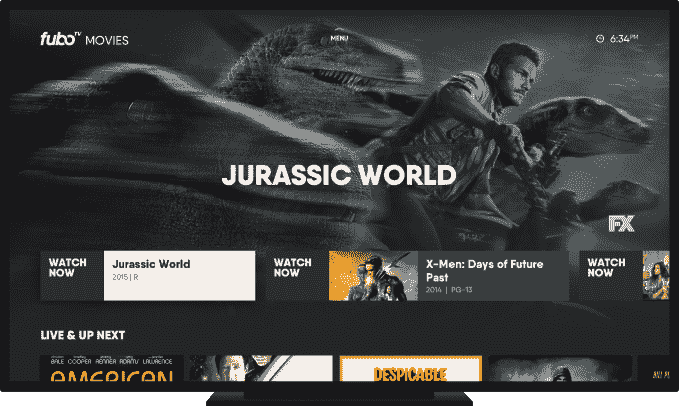 fuboTV MOVIES
MENU
6:34PM
JURASSIC WORLD
FX
WATCH NOW
Jurassic World
2015 | R
WATCH NOW
X-Men: Days of Future Past
2014 | PG-13
WATCH NOW
LIVE & UP NEXT
BALE COOPER RENNER ADAMS LAWRENCE
AMERICAN
DESPICABLE